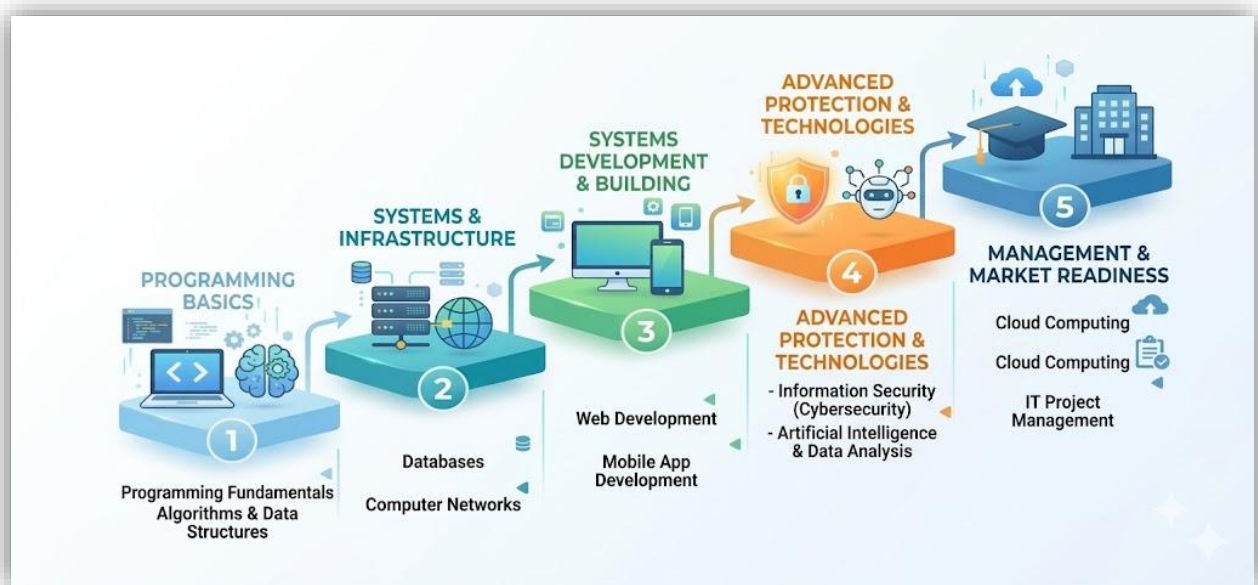 PROGRAMMING
BASICS
1
Programming Fundamentals
Algorithms & Data
Structures
SYSTEMS &
INFRASTRUCTURE
2
Databases
Computer Networks
SYSTEMS
DEVELOPMENT
& BUILDING
3
Web Development
Mobile App
Development
ADVANCED
PROTECTION &
TECHNOLOGIES
4
ADVANCED
PROTECTION &
TECHNOLOGIES
- Information Security
(Cybersecurity)
- Artificial Intelligence
& Data Analysis
5
MANAGEMENT &
MARKET READINESS
Cloud Computing
Cloud Computing
IT Project
Management